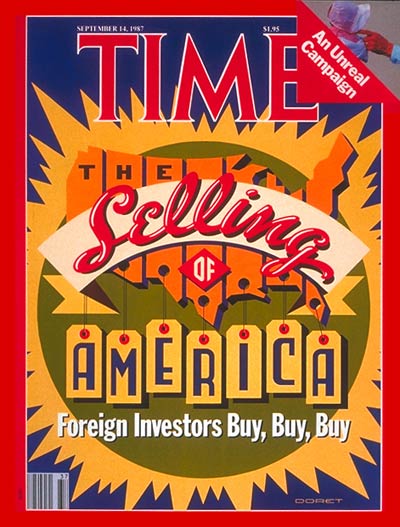 SEPTEMBER 14, 1987
$1.95
TIME
An Unreal
Campaign
THE
Selling
OF
AMERICA
Foreign Investors Buy, Buy, Buy
37
DORET